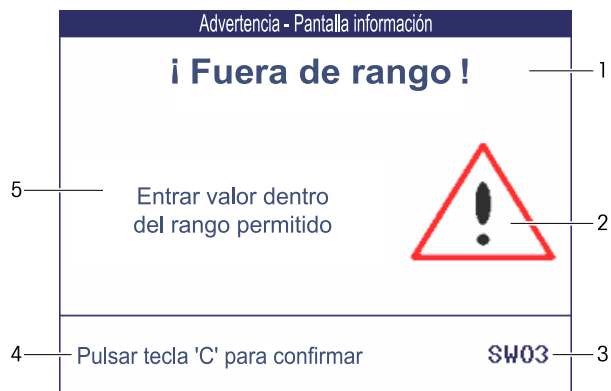 Advertencia - Pantalla información
¡ Fuera de rango !
1
5
Entrar valor dentro
del rango permitido
2
4
Pulsar tecla 'C' para confirmar
SW03
3